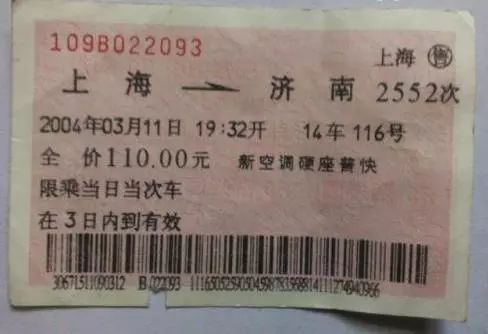 109B022093
上海 售
上海 → 济南 2552次
2004年03月11日 19:32开 14车 116号
全 价110.00元 新空调硬座普快
限乘当日当次车
在3日内到有效
30671511090312 B 022093